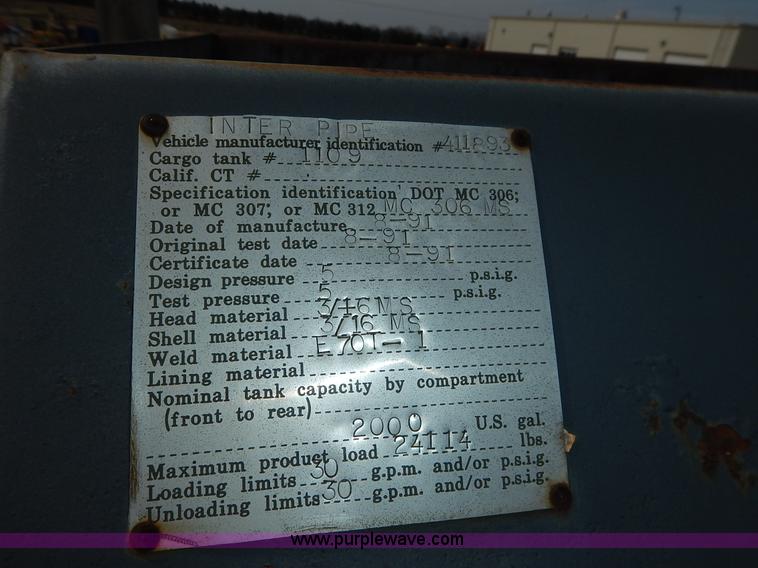 INTER PIPE
Vehicle manufacturer identification #411893
Cargo tank # 1109
Calif. CT #
Specification identification DOT MC 306;
or MC 307; or MC 312 MC 306 MS
Date of manufacture 8-91
Original test date 8-91
Certificate date 8-91
Design pressure 5 p.s.i.g.
Test pressure 5 p.s.i.g.
Head material 3/16 MS
Shell material 3/16 MS
Weld material E70T-1
Lining material
Nominal tank capacity by compartment
(front to rear)
2000 U.S. gal.
Maximum product load 24114 lbs.
Loading limits 30 g.p.m. and/or p.s.i.g.
Unloading limits 30 g.p.m. and/or p.s.i.g.
www.purplewave.com